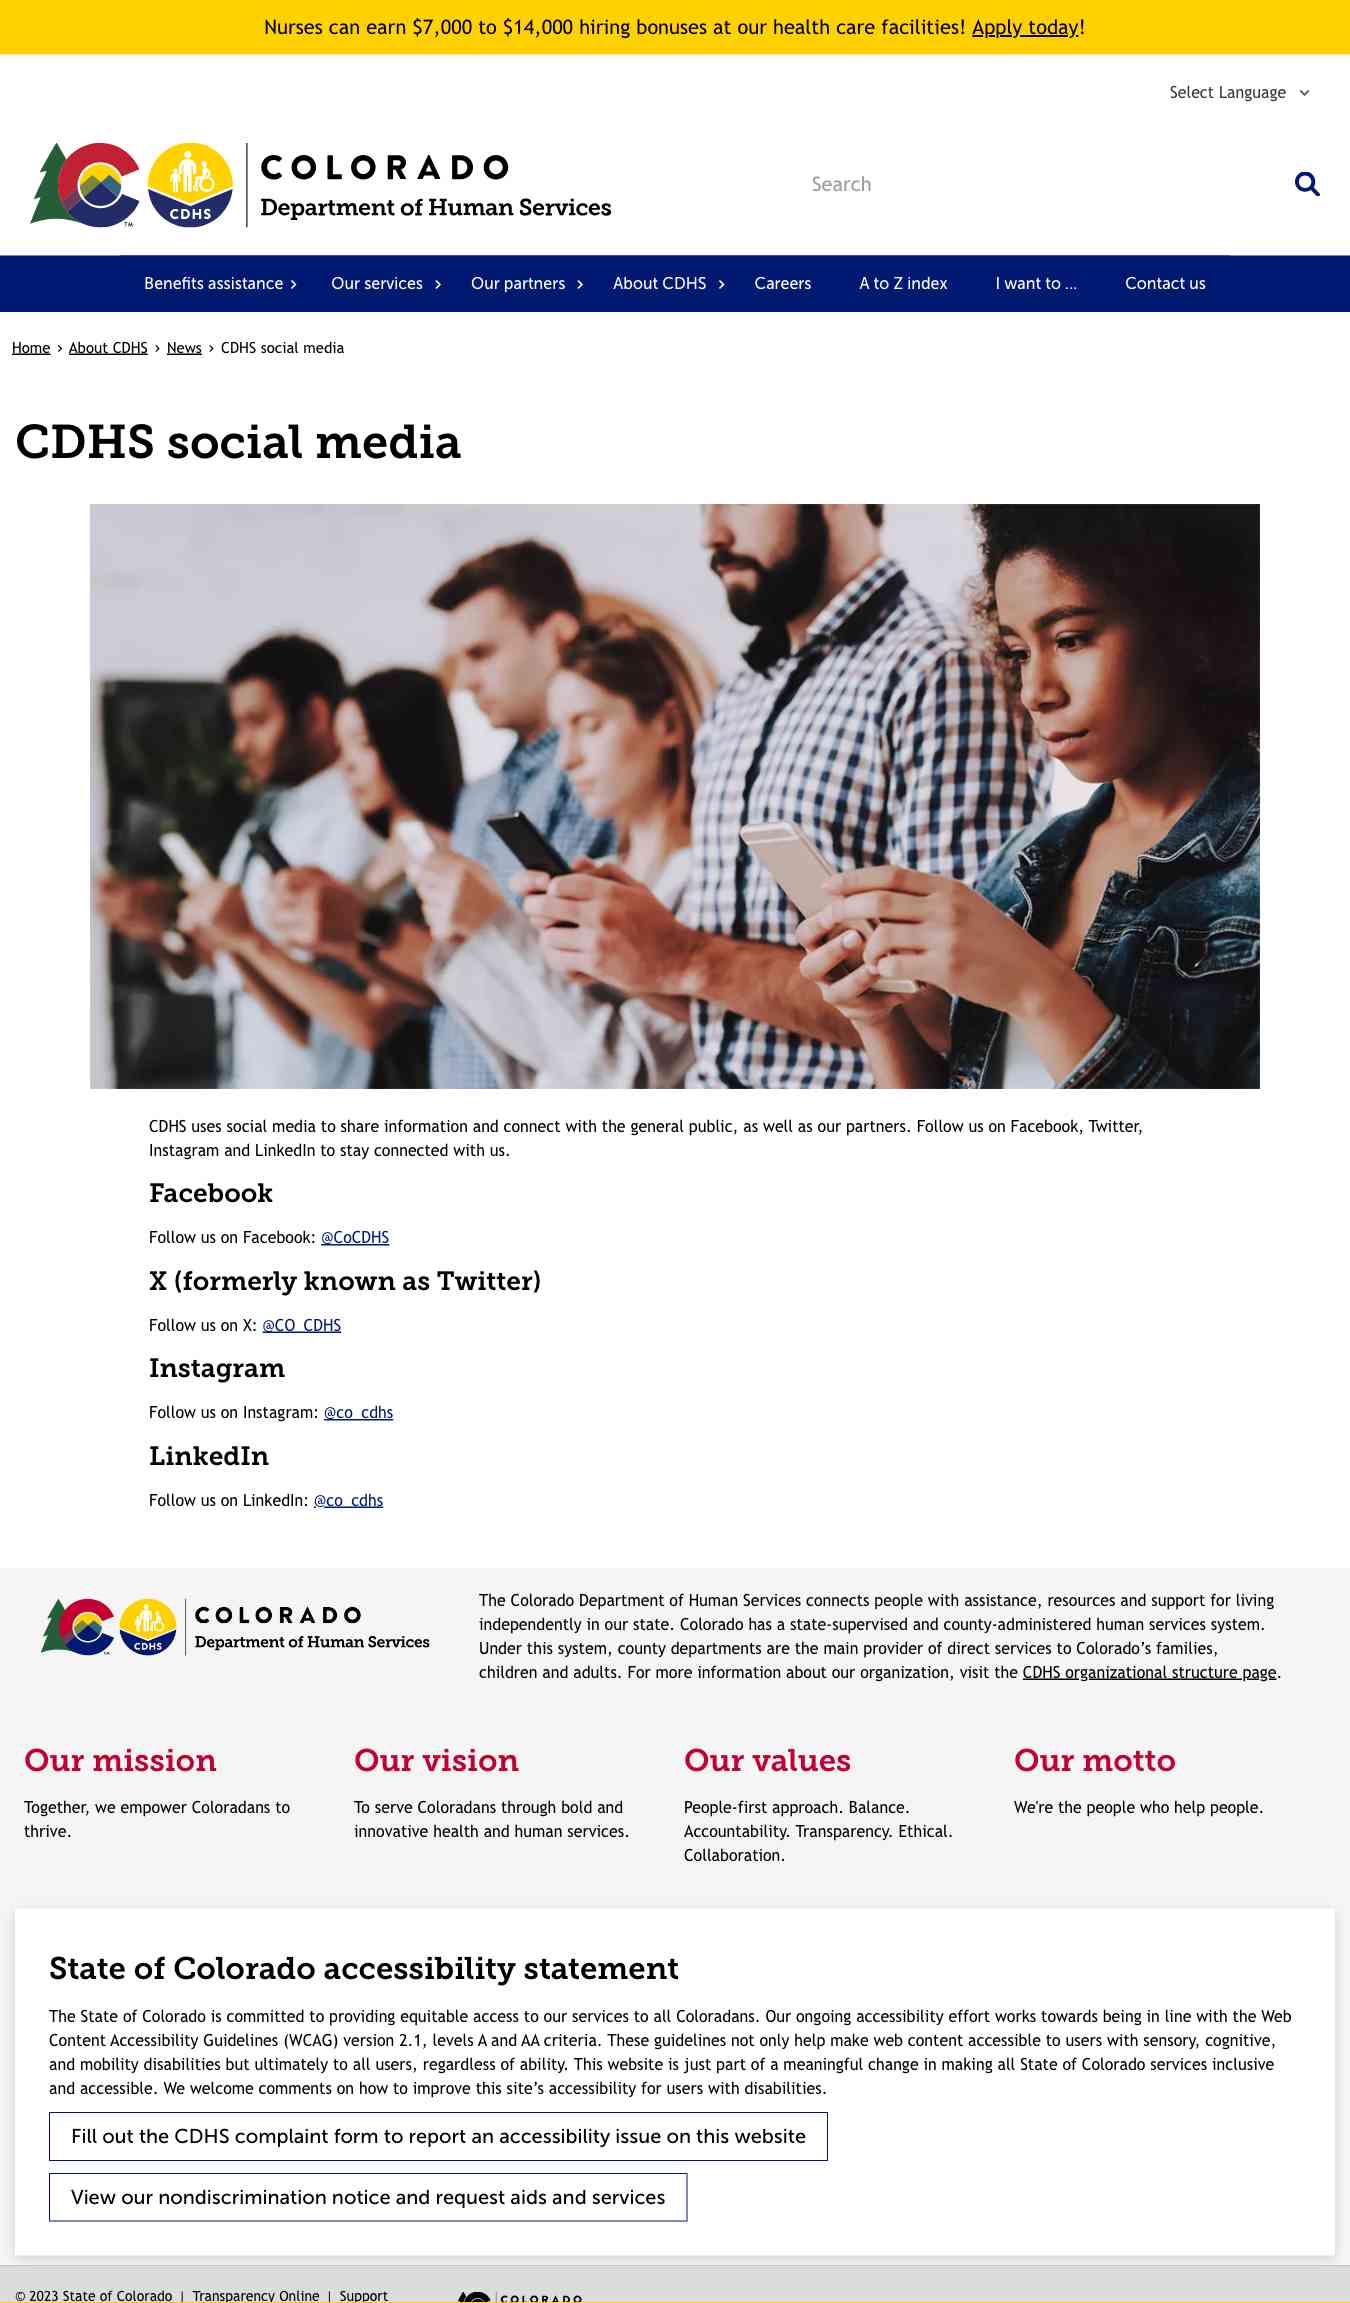 Nurses can earn $7,000 to $14,000 hiring bonuses at our health care facilities! Apply today!
Select Language
CDHS
TM
COLORADO
Department of Human Services
Search
Benefits assistance › Our services › Our partners › About CDHS › Careers A to Z index I want to ... Contact us
Home › About CDHS › News › CDHS social media
CDHS social media
CDHS uses social media to share information and connect with the general public, as well as our partners. Follow us on Facebook, Twitter,
Instagram and LinkedIn to stay connected with us.
Facebook
Follow us on Facebook: @CoCDHS
X (formerly known as Twitter)
Follow us on X: @CO_CDHS
Instagram
Follow us on Instagram: @co_cdhs
LinkedIn
Follow us on LinkedIn: @co_cdhs
CDHS
TM
COLORADO
Department of Human Services
The Colorado Department of Human Services connects people with assistance, resources and support for living
independently in our state. Colorado has a state-supervised and county-administered human services system.
Under this system, county departments are the main provider of direct services to Colorado’s families,
children and adults. For more information about our organization, visit the CDHS organizational structure page.
Our mission
Together, we empower Coloradans to
thrive.
Our vision
To serve Coloradans through bold and
innovative health and human services.
Our values
People-first approach. Balance.
Accountability. Transparency. Ethical.
Collaboration.
Our motto
We're the people who help people.
State of Colorado accessibility statement
The State of Colorado is committed to providing equitable access to our services to all Coloradans. Our ongoing accessibility effort works towards being in line with the Web
Content Accessibility Guidelines (WCAG) version 2.1, levels A and AA criteria. These guidelines not only help make web content accessible to users with sensory, cognitive,
and mobility disabilities but ultimately to all users, regardless of ability. This website is just part of a meaningful change in making all State of Colorado services inclusive
and accessible. We welcome comments on how to improve this site’s accessibility for users with disabilities.
Fill out the CDHS complaint form to report an accessibility issue on this website
View our nondiscrimination notice and request aids and services
© 2023 State of Colorado | Transparency Online | Support
COLORADO